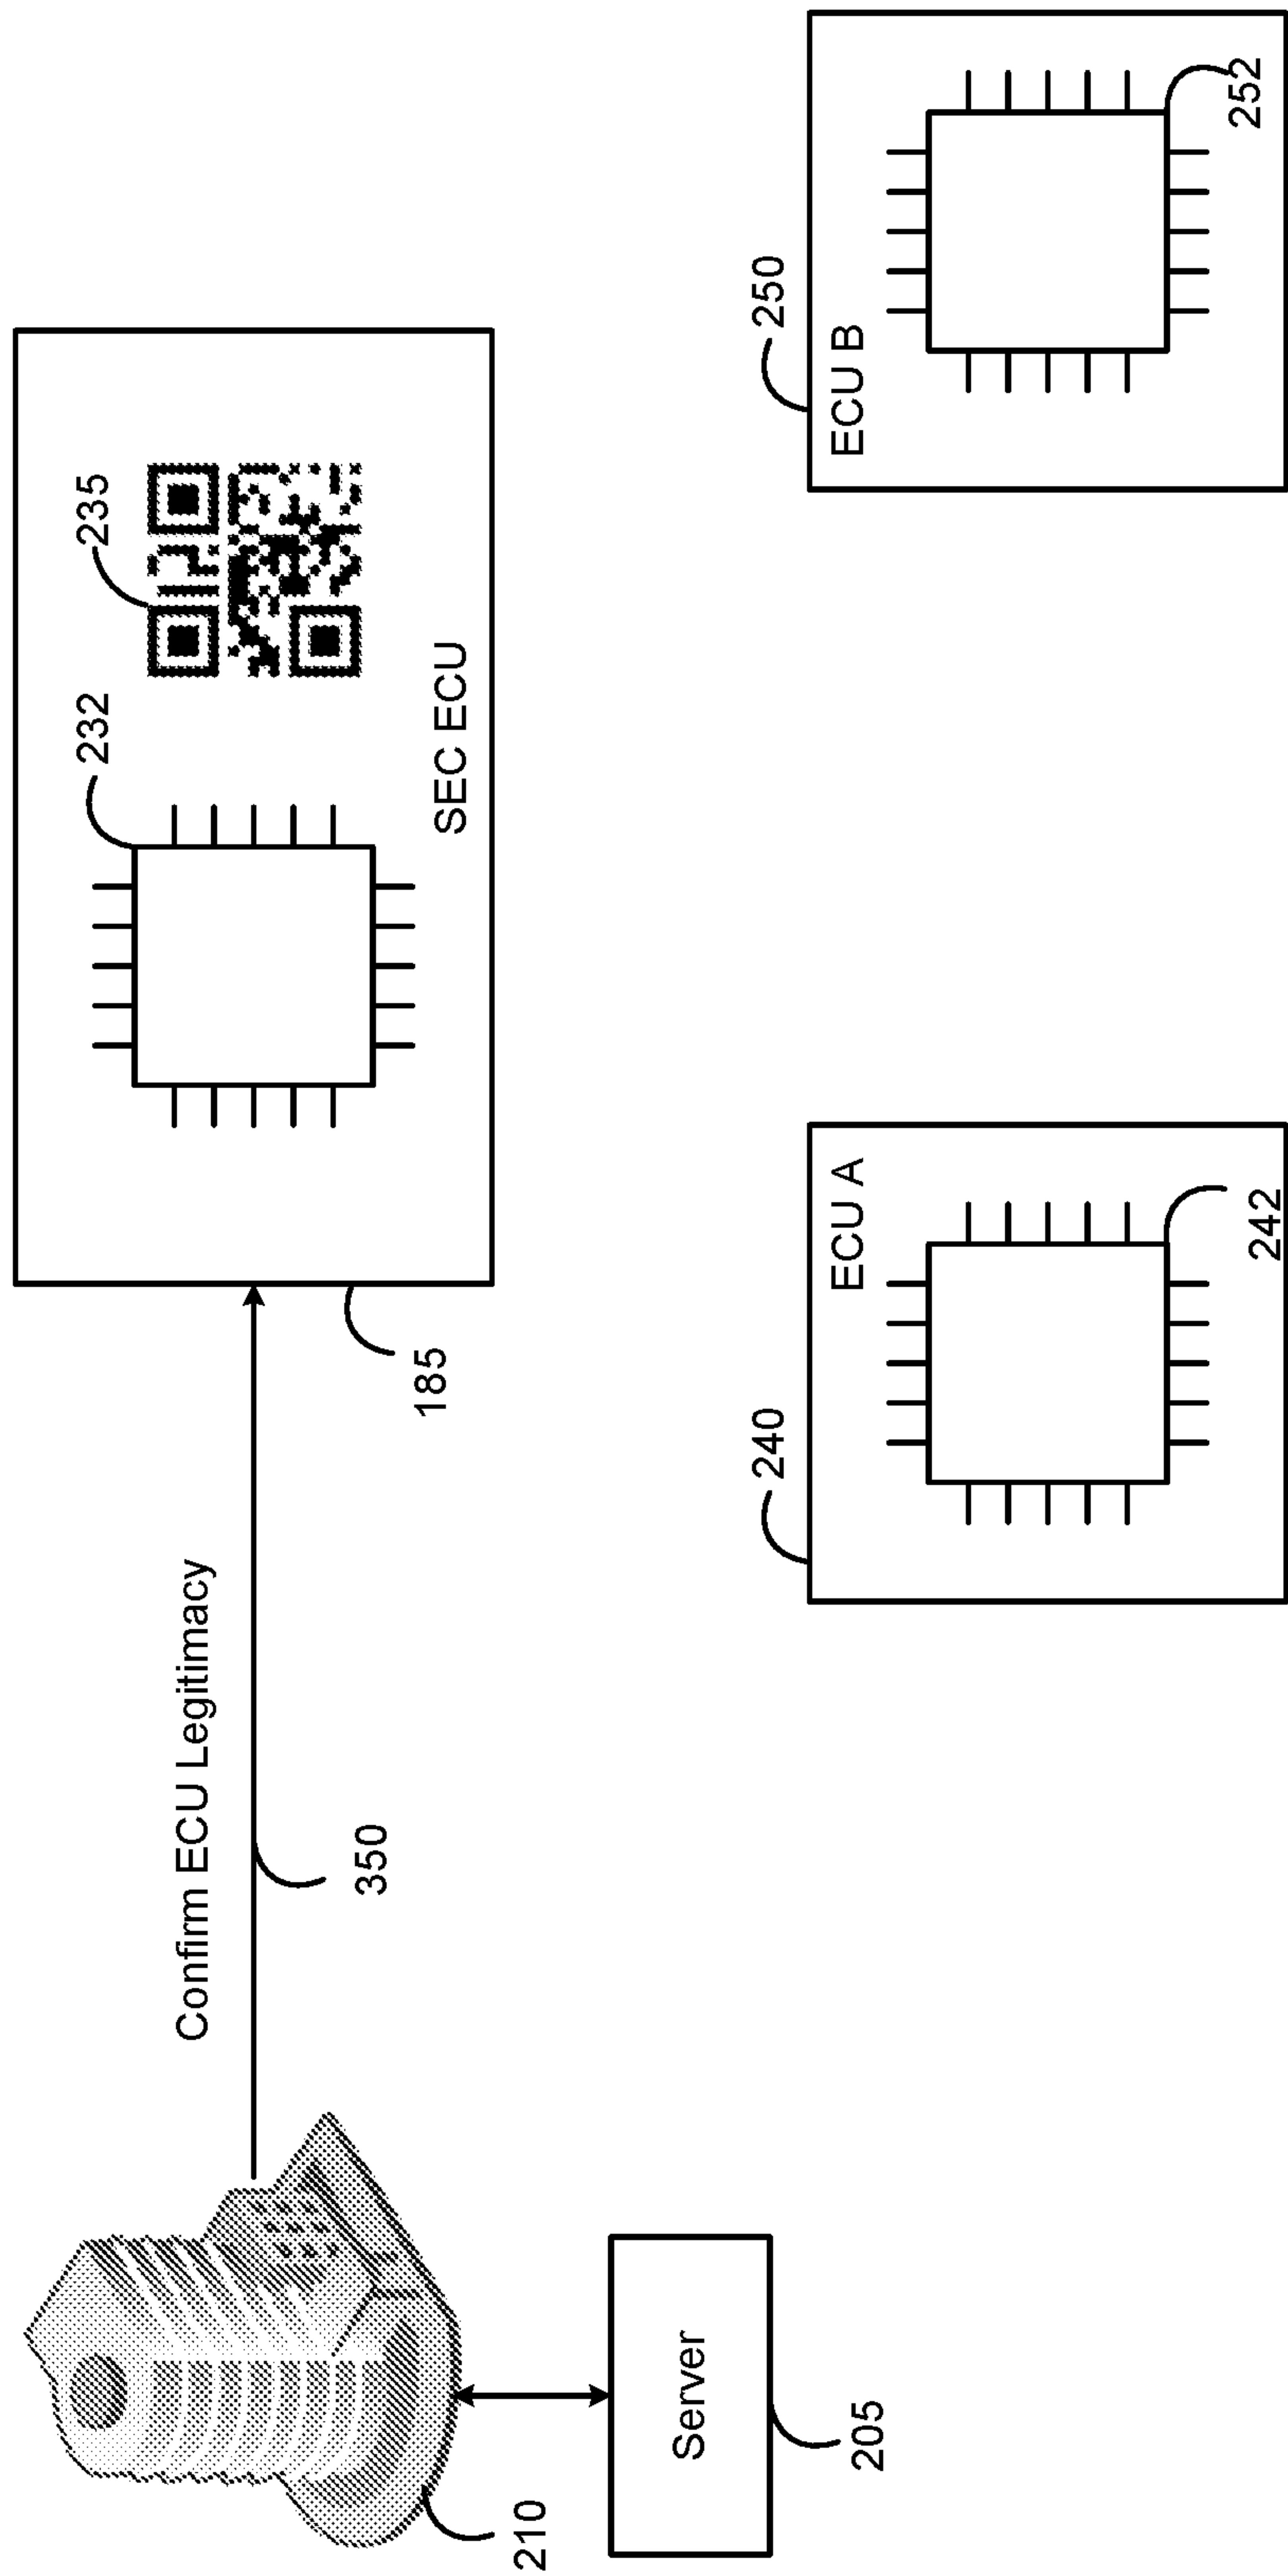 Confirm ECU Legitimacy
350
210
Server
205
185
232
235
SEC ECU
240
ECU A
242
250
ECU B
252